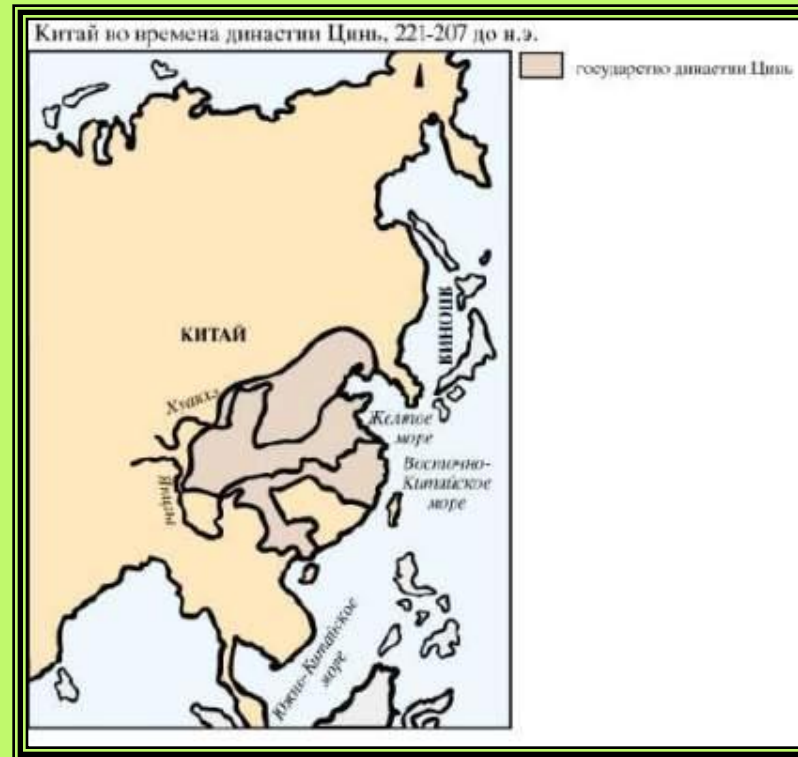 Китай во времена династии Цинь, 221-207 до н.э.
государство династии Цинь
КИТАЙ
ЯПОНИЯ
Хуанхэ
Желтое
море
Восточно-
Китайское
море
Янцзы
Южно-Китайское
море